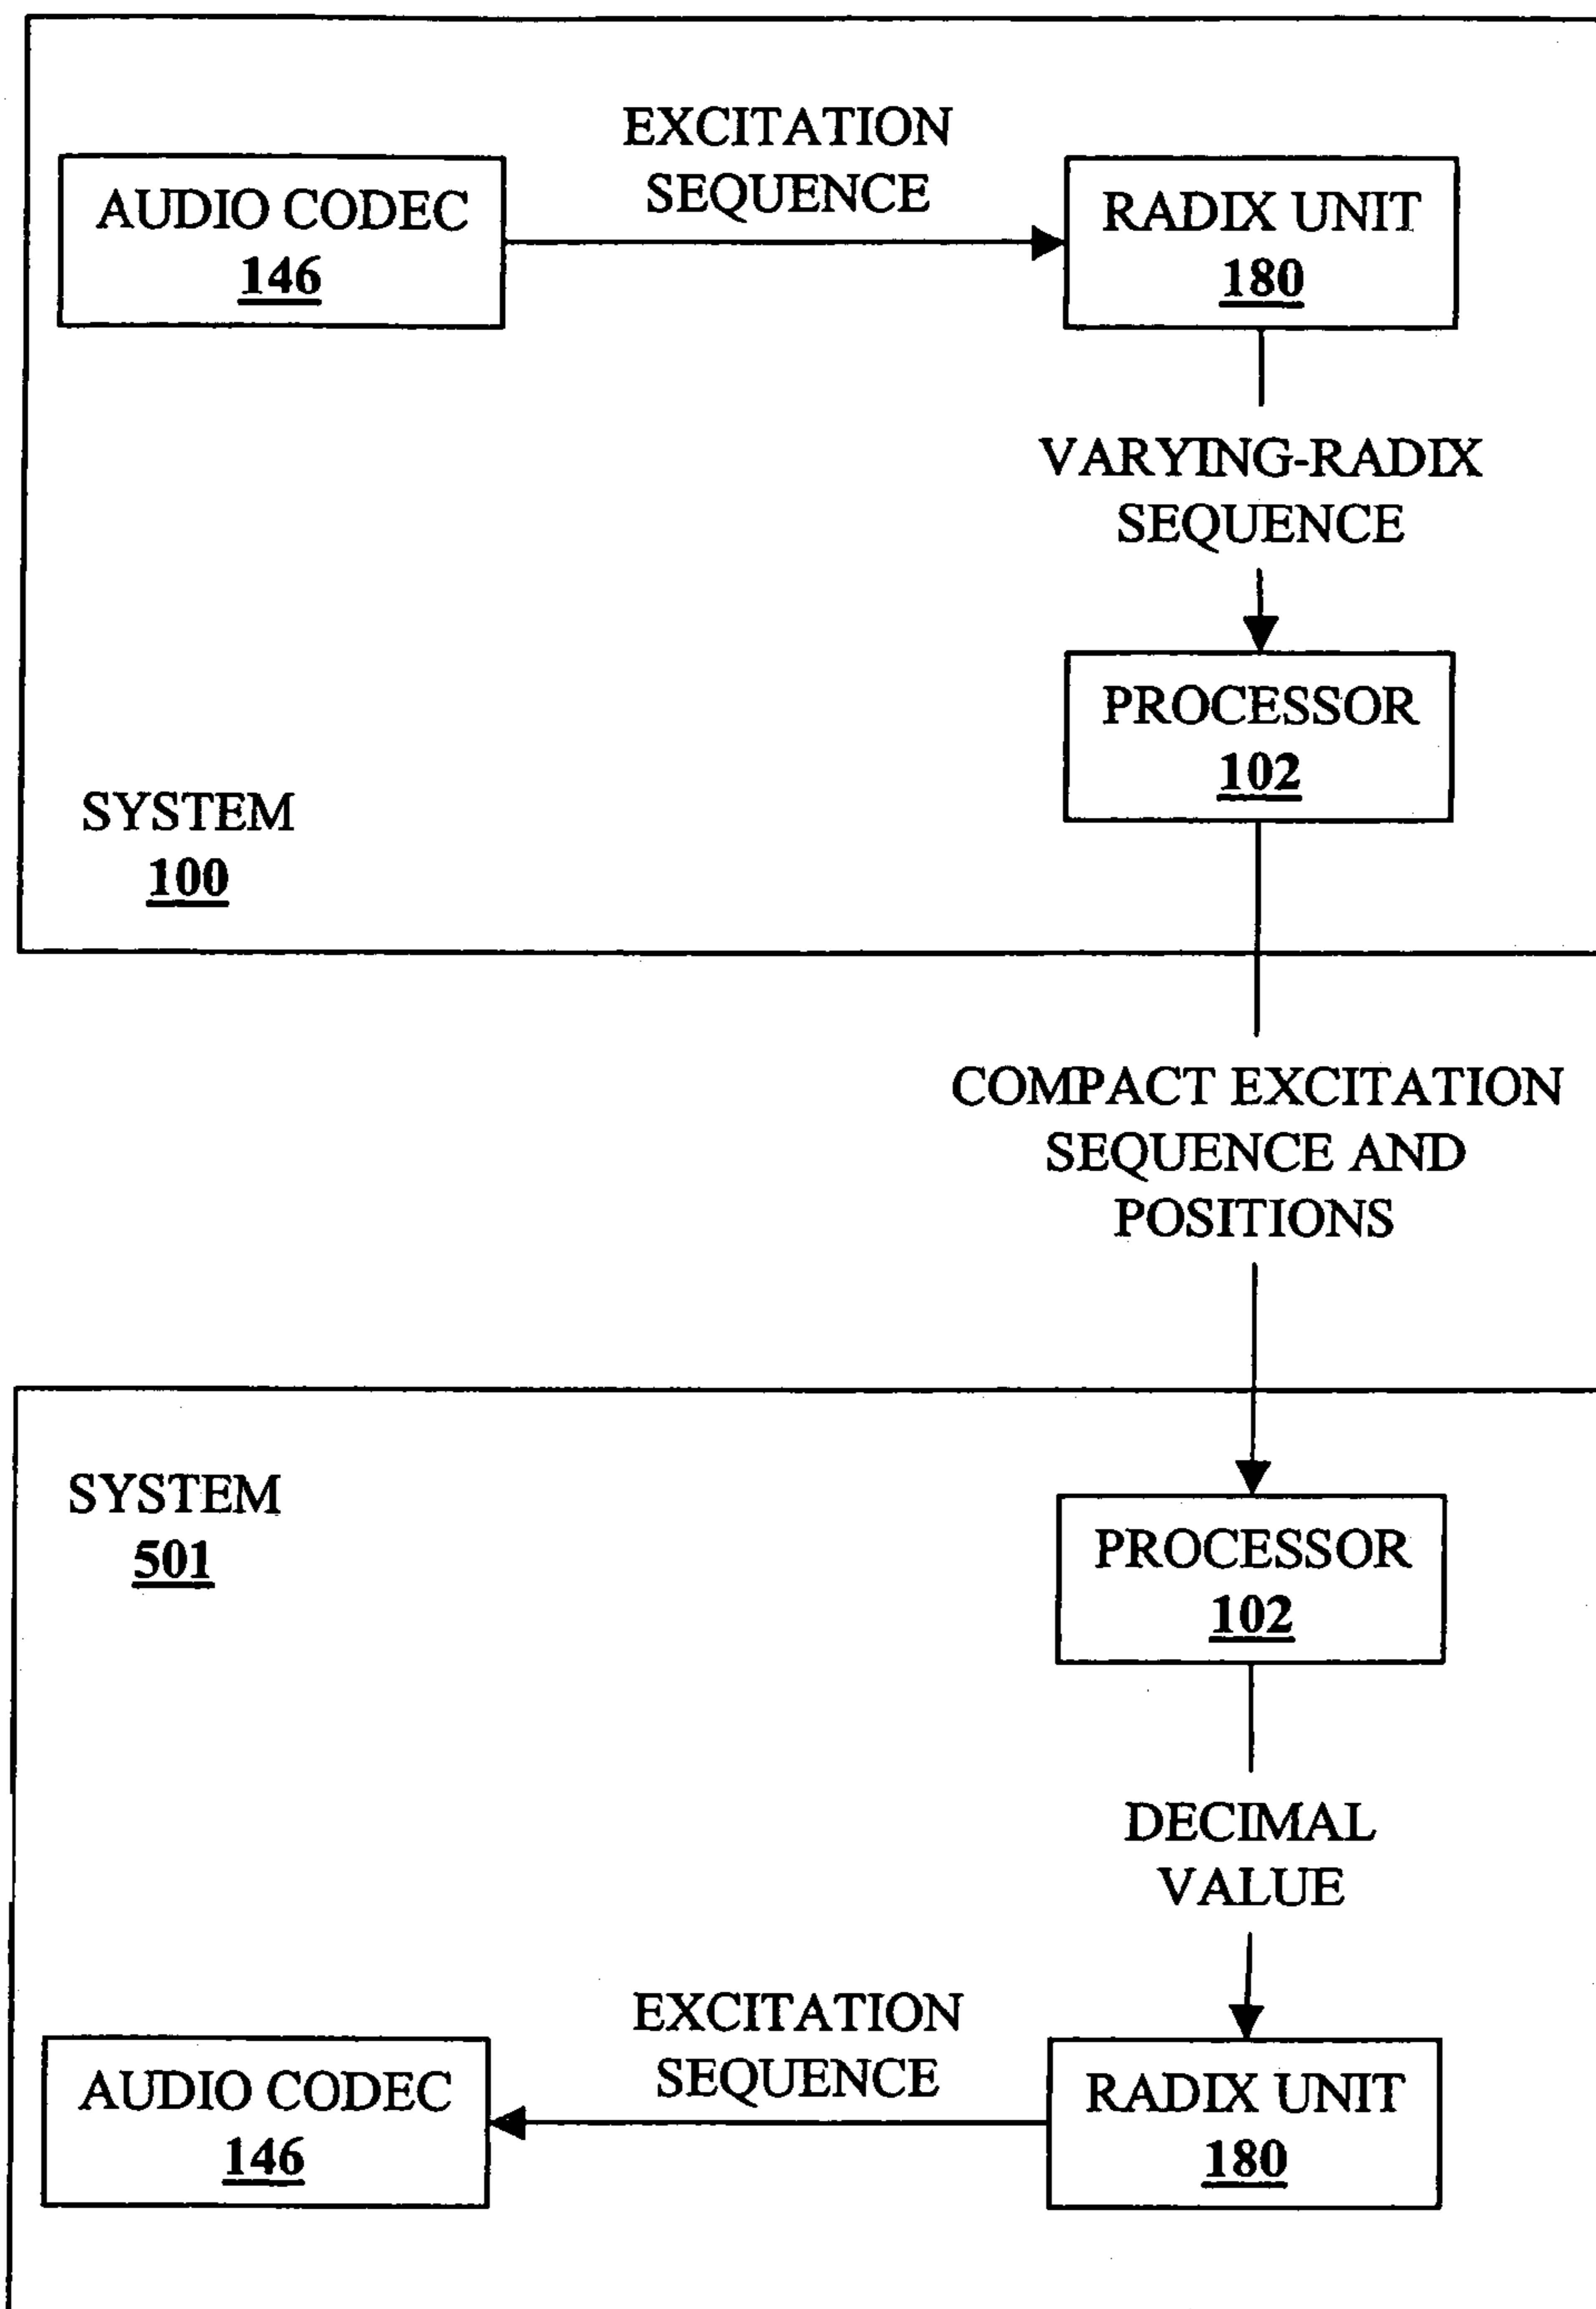 EXCITATION
SEQUENCE
AUDIO CODEC
146
RADIX UNIT
180
VARYING-RADIX
SEQUENCE
PROCESSOR
102
SYSTEM
100
COMPACT EXCITATION
SEQUENCE AND
POSITIONS
SYSTEM
501
PROCESSOR
102
DECIMAL
VALUE
EXCITATION
SEQUENCE
AUDIO CODEC
146
RADIX UNIT
180